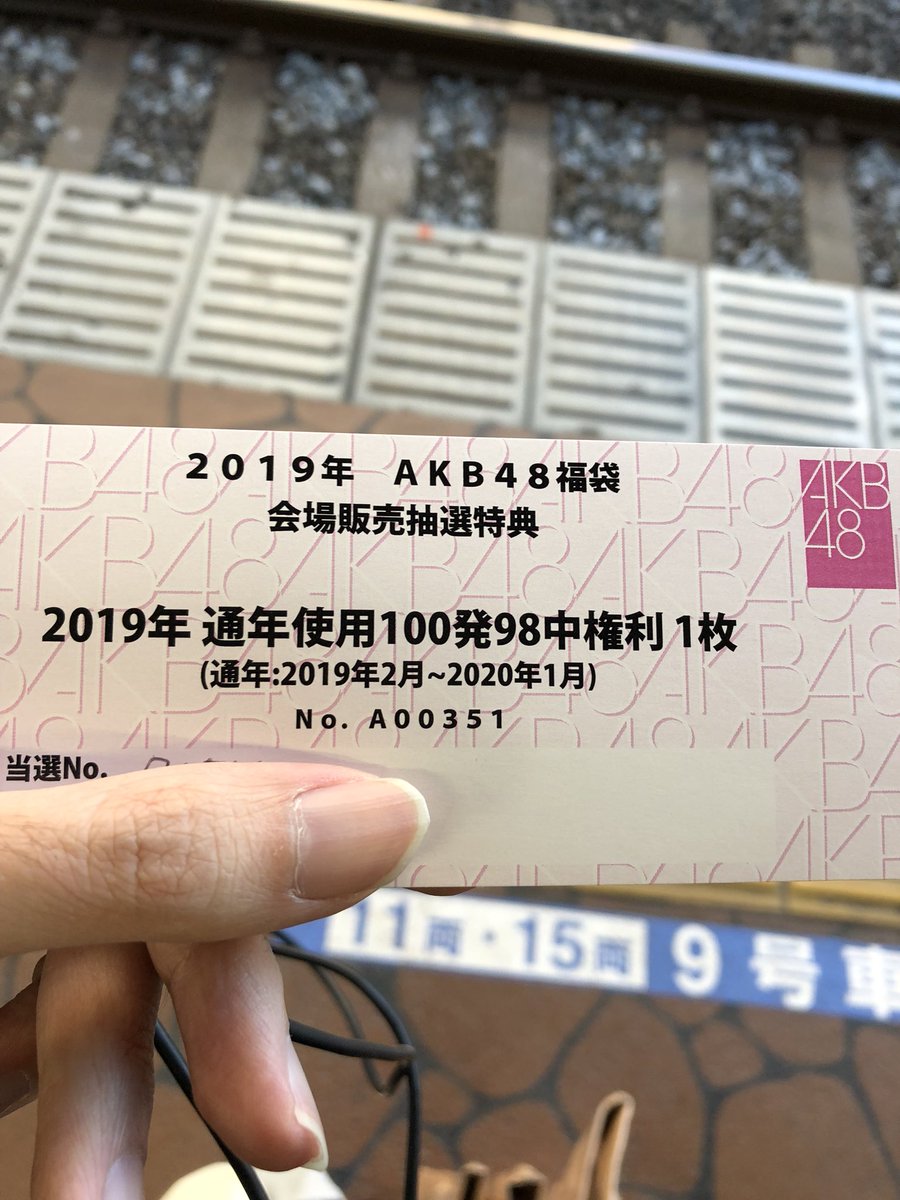 ２０１９年　ＡＫＢ４８福袋
会場販売抽選特典
AKB
48
2019年 通年使用100発98中権利 1枚
(通年:2019年2月~2020年1月)
No. A00351
当選No.
11両・15両 9号車